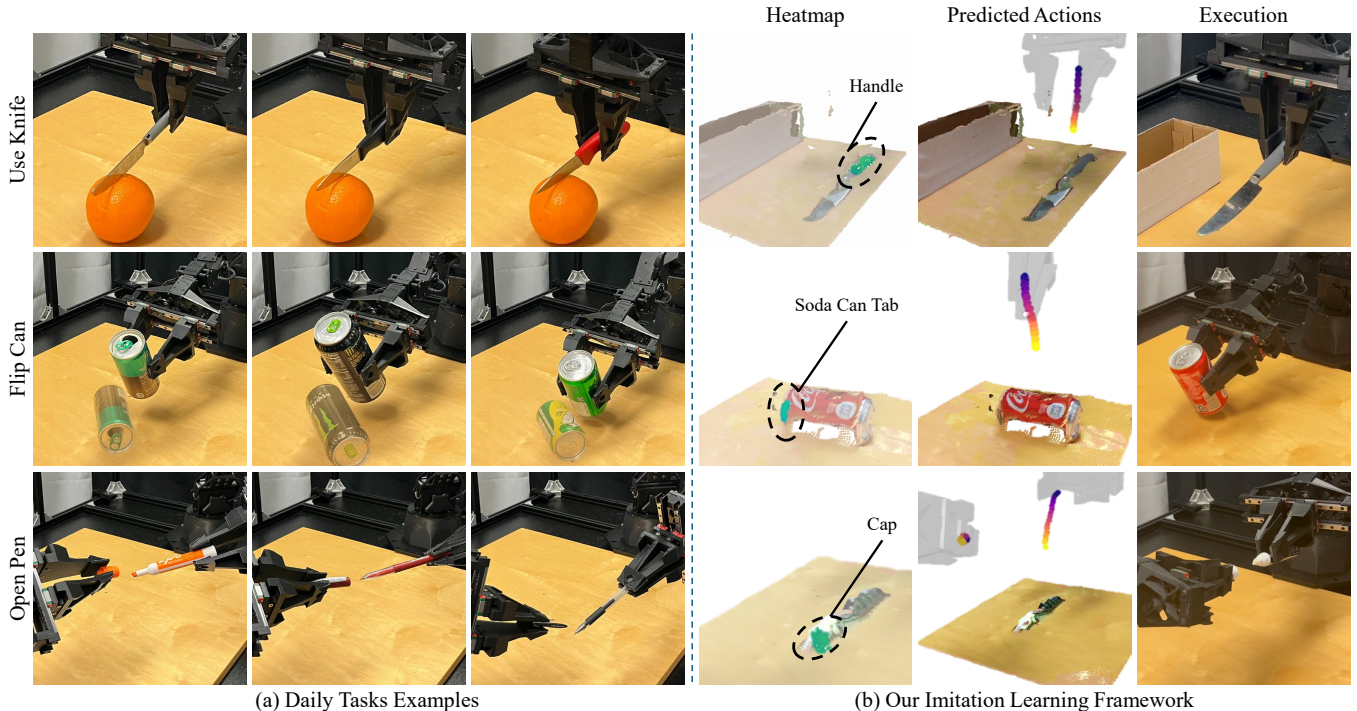 Heatmap
Predicted Actions
Execution
Use Knife
Handle
Flip Can
Soda Can Tab
Open Pen
Cap
(a) Daily Tasks Examples
(b) Our Imitation Learning Framework